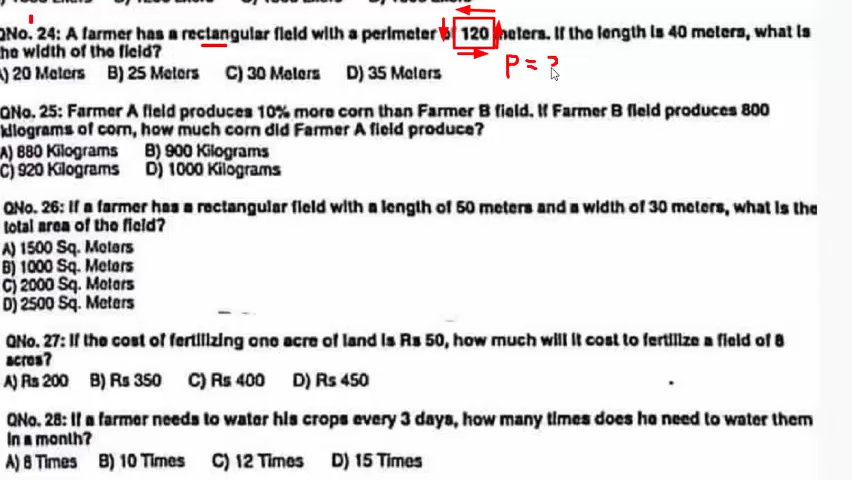 QNo. 24: A farmer has a rectangular field with a perimeter of 120 meters. If the length is 40 meters, what is
he width of the field?
A) 20 Meters B) 25 Meters C) 30 Meters D) 35 Meters
P = ?
QNo. 25: Farmer A field produces 10% more corn than Farmer B field. If Farmer B field produces 800
kilograms of corn, how much corn did Farmer A field produce?
A) 880 Kilograms B) 900 Kilograms
C) 920 Kilograms D) 1000 Kilograms
QNo. 26: If a farmer has a rectangular field with a length of 50 meters and a width of 30 meters, what is the
total area of the field?
A) 1500 Sq. Meters
B) 1000 Sq. Meters
C) 2000 Sq. Meters
D) 2500 Sq. Meters
QNo. 27: If the cost of fertilizing one acre of land is Rs 50, how much will it cost to fertilize a field of 8
acres?
A) Rs 200 B) Rs 350 C) Rs 400 D) Rs 450
QNo. 28: If a farmer needs to water his crops every 3 days, how many times does he need to water them
in a month?
A) 8 Times B) 10 Times C) 12 Times D) 15 Times